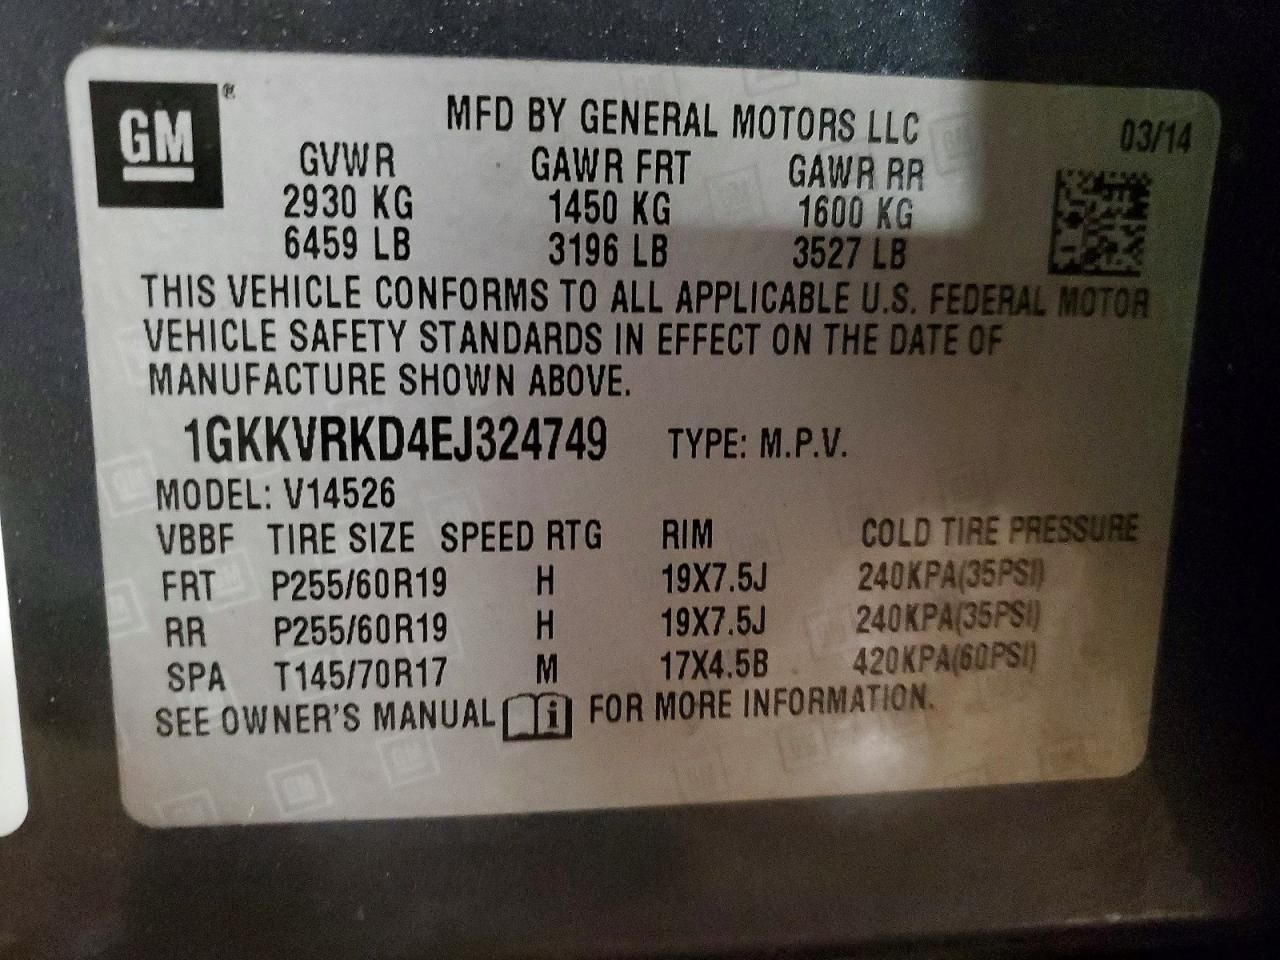 GM®
MFD BY GENERAL MOTORS LLC
03/14
GVWR GAWR FRT GAWR RR
2930 KG 1450 KG 1600 KG
6459 LB 3196 LB 3527 LB
THIS VEHICLE CONFORMS TO ALL APPLICABLE U.S. FEDERAL MOTOR
VEHICLE SAFETY STANDARDS IN EFFECT ON THE DATE OF
MANUFACTURE SHOWN ABOVE.
1GKKVRKD4EJ324749 TYPE: M.P.V.
MODEL: V14526
VBBF TIRE SIZE SPEED RTG RIM COLD TIRE PRESSURE
FRT P255/60R19 H 19X7.5J 240KPA(35PSI)
RR P255/60R19 H 19X7.5J 240KPA(35PSI)
SPA T145/70R17 M 17X4.5B 420KPA(60PSI)
SEE OWNER'S MANUAL i FOR MORE INFORMATION.